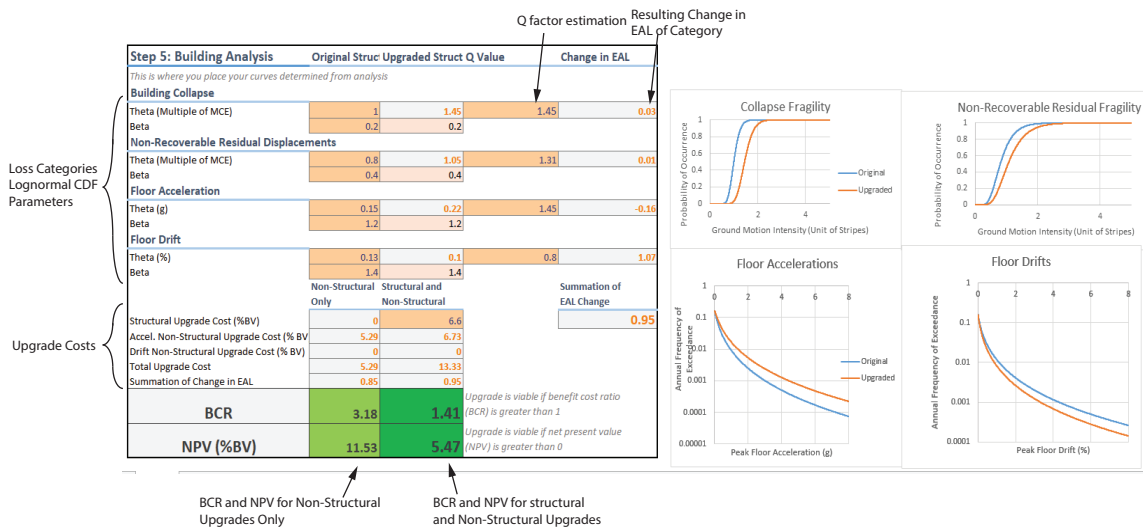 Q factor estimation
Resulting Change in
EAL of Category
Step 5: Building Analysis Original Struc Upgraded Struct Q Value Change in EAL
This is where you place your curves determined from analysis
Building Collapse
Theta (Multiple of MCE) 1 1.45 1.45 0.03
Beta 0.2 0.2
Non-Recoverable Residual Displacements
Theta (Multiple of MCE) 0.8 1.05 1.31 0.01
Beta 0.4 0.4
Floor Acceleration
Theta (g) 0.15 0.22 1.45 -0.16
Beta 1.2 1.2
Floor Drift
Theta (%) 0.13 0.1 0.8 1.07
Beta 1.4 1.4
Non-Structural Structural and Summation of
Only Non-Structural EAL Change
Structural Upgrade Cost (%BV) 0 6.6 0.95
Accel. Non-Structural Upgrade Cost (% BV 5.29 6.73
Drift Non-Structural Upgrade Cost (% BV) 0 0
Total Upgrade Cost 5.29 13.33
Summation of Change in EAL 0.85 0.95
BCR 3.18 1.41
Upgrade is viable if benefit cost ratio
(BCR) is greater than 1
NPV (%BV) 11.53 5.47
Upgrade is viable if net present value
(NPV) is greater than 0
Loss Categories
Lognormal CDF
Parameters
Upgrade Costs
BCR and NPV for Non-Structural
Upgrades Only
BCR and NPV for structural
and Non-Structural Upgrades
Collapse Fragility
Probability of Occurrence
1
0.8
0.6
0.4
0.2
0
0 2 4
Ground Motion Intensity (Unit of Stripes)
Original
Upgraded
Non-Recoverable Residual Fragility
Probability of Occurrence
1
0.8
0.6
0.4
0.2
0
0 2 4
Ground Motion Intensity (Unit of Stripes)
Floor Accelerations
0 2 4 6 8
Annual Frequency of
Exceedance
1
0.1
0.01
0.001
0.0001
0.00001
Peak Floor Acceleration (g)
Original
Upgraded
Floor Drifts
0 2 4 6 8
Annual Frequency of Exceedance
1
0.1
0.01
0.001
0.0001
Peak Floor Drift (%)